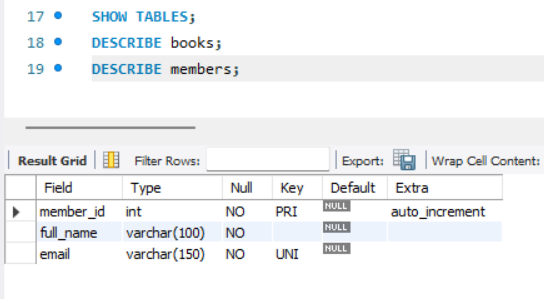 17 SHOW TABLES;
18 DESCRIBE books;
19 DESCRIBE members;
Result Grid Filter Rows: Export: Wrap Cell Content:
Field Type Null Key Default Extra
member_id int NO PRI NULL auto_increment
full_name varchar(100) NO NULL
email varchar(150) NO UNI NULL